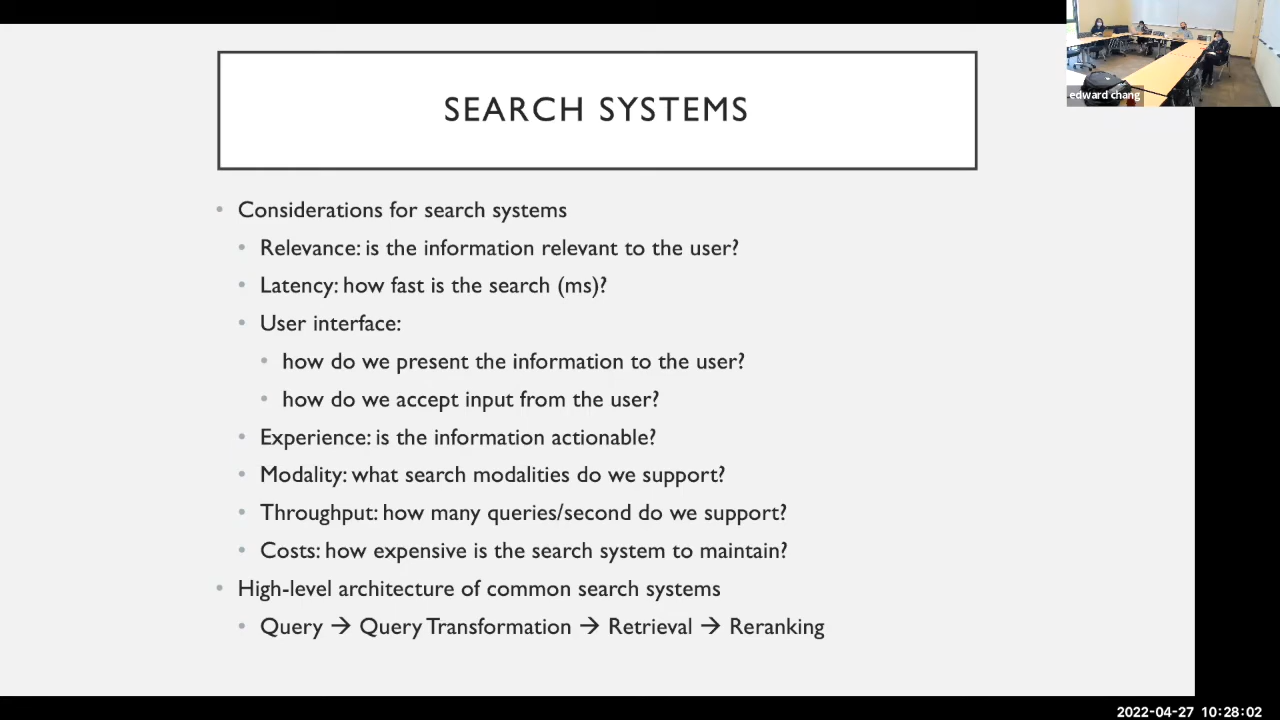 SEARCH SYSTEMS
edward chang
• Considerations for search systems
• Relevance: is the information relevant to the user?
• Latency: how fast is the search (ms)?
• User interface:
• how do we present the information to the user?
• how do we accept input from the user?
• Experience: is the information actionable?
• Modality: what search modalities do we support?
• Throughput: how many queries/second do we support?
• Costs: how expensive is the search system to maintain?
• High-level architecture of common search systems
• Query → Query Transformation → Retrieval → Reranking
2022-04-27 10:28:02